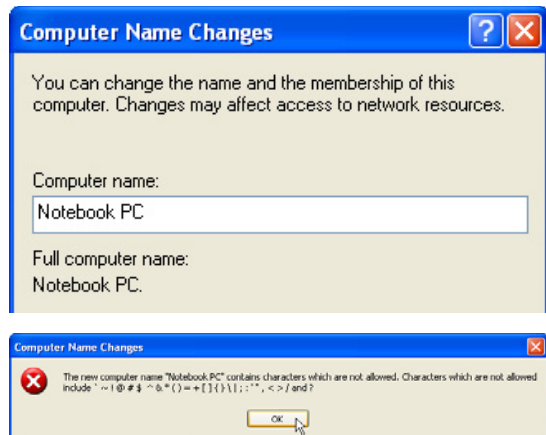 Computer Name Changes
You can change the name and the membership of this
computer. Changes may affect access to network resources.
Computer name:
Notebook PC
Full computer name:
Notebook PC.
Computer Name Changes
The new computer name "Notebook PC" contains characters which are not allowed. Characters which are not allowed
include ` ~ ! @ # $ ^ & * ( ) = + [ ] { } \ | ; : ' " , < > / and ?
OK